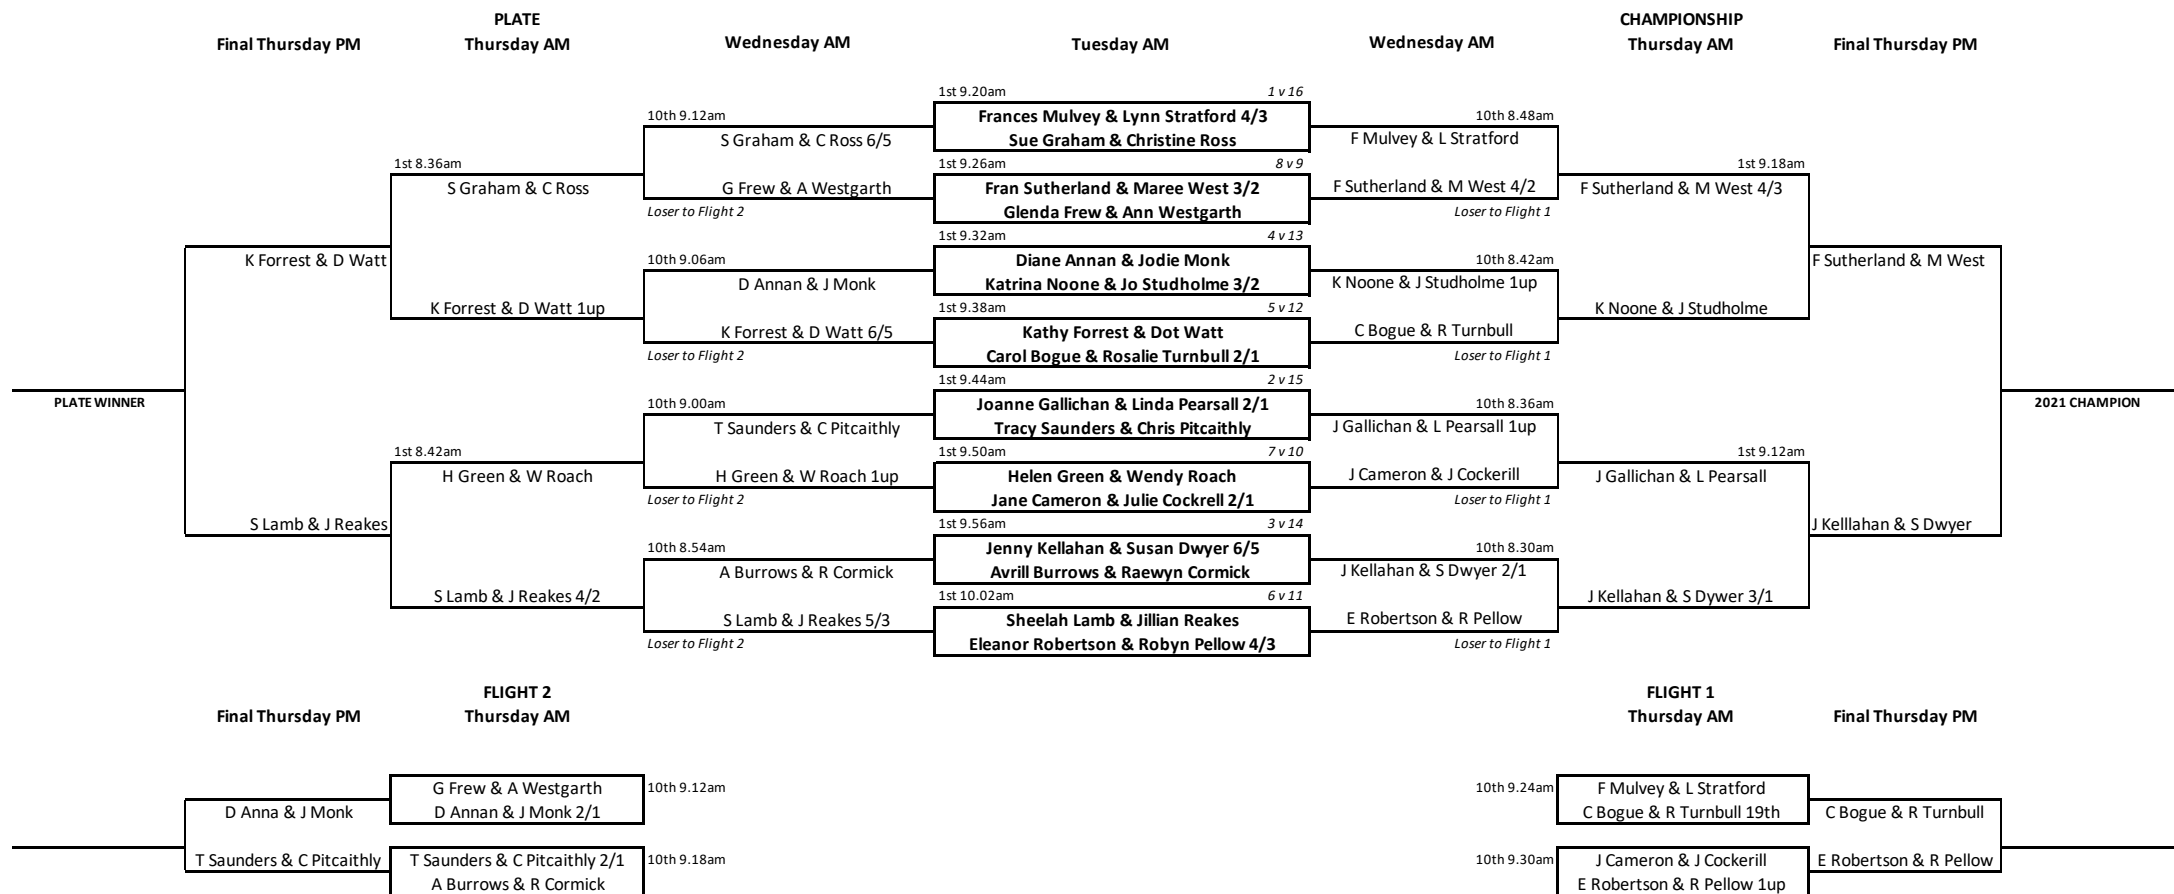 PLATE
CHAMPIONSHIP
Final Thursday PM
Thursday AM
Wednesday AM
Tuesday AM
Wednesday AM
Thursday AM
Final Thursday PM
1st 9.20am
1 v 16
10th 9.12am
Frances Mulvey & Lynn Stratford 4/3
10th 8.48am
S Graham & C Ross 6/5
Sue Graham & Christine Ross
F Mulvey & L Stratford
1st 8.36am
1st 9.26am
8 v 9
1st 9.18am
S Graham & C Ross
G Frew & A Westgarth
Fran Sutherland & Maree West 3/2
F Sutherland & M West 4/2
F Sutherland & M West 4/3
Loser to Flight 2
Glenda Frew & Ann Westgarth
Loser to Flight 1
1st 9.32am
4 v 13
K Forrest & D Watt
10th 9.06am
Diane Annan & Jodie Monk
10th 8.42am
F Sutherland & M West
D Annan & J Monk
Katrina Noone & Jo Studholme 3/2
K Noone & J Studholme 1up
K Forrest & D Watt 1up
1st 9.38am
5 v 12
K Noone & J Studholme
K Forrest & D Watt 6/5
Kathy Forrest & Dot Watt
C Bogue & R Turnbull
Loser to Flight 2
Carol Bogue & Rosalie Turnbull 2/1
Loser to Flight 1
1st 9.44am
2 v 15
PLATE WINNER
10th 9.00am
Joanne Gallichan & Linda Pearsall 2/1
10th 8.36am
2021 CHAMPION
T Saunders & C Pitcaithly
Tracy Saunders & Chris Pitcaithly
J Gallichan & L Pearsall 1up
1st 8.42am
1st 9.50am
7 v 10
1st 9.12am
H Green & W Roach
H Green & W Roach 1up
Helen Green & Wendy Roach
J Cameron & J Cockerill
J Gallichan & L Pearsall
Loser to Flight 2
Jane Cameron & Julie Cockrell 2/1
Loser to Flight 1
S Lamb & J Reakes
1st 9.56am
3 v 14
J Kelllahan & S Dwyer
10th 8.54am
Jenny Kellahan & Susan Dwyer 6/5
10th 8.30am
A Burrows & R Cormick
Avrill Burrows & Raewyn Cormick
J Kellahan & S Dwyer 2/1
S Lamb & J Reakes 4/2
1st 10.02am
6 v 11
J Kellahan & S Dywer 3/1
S Lamb & J Reakes 5/3
Sheelah Lamb & Jillian Reakes
E Robertson & R Pellow
Loser to Flight 2
Eleanor Robertson & Robyn Pellow 4/3
Loser to Flight 1
FLIGHT 2
FLIGHT 1
Final Thursday PM
Thursday AM
Thursday AM
Final Thursday PM
G Frew & A Westgarth
10th 9.12am
10th 9.24am
F Mulvey & L Stratford
D Anna & J Monk
D Annan & J Monk 2/1
C Bogue & R Turnbull 19th
C Bogue & R Turnbull
T Saunders & C Pitcaithly
T Saunders & C Pitcaithly 2/1
10th 9.18am
10th 9.30am
J Cameron & J Cockerill
E Robertson & R Pellow
A Burrows & R Cormick
E Robertson & R Pellow 1up